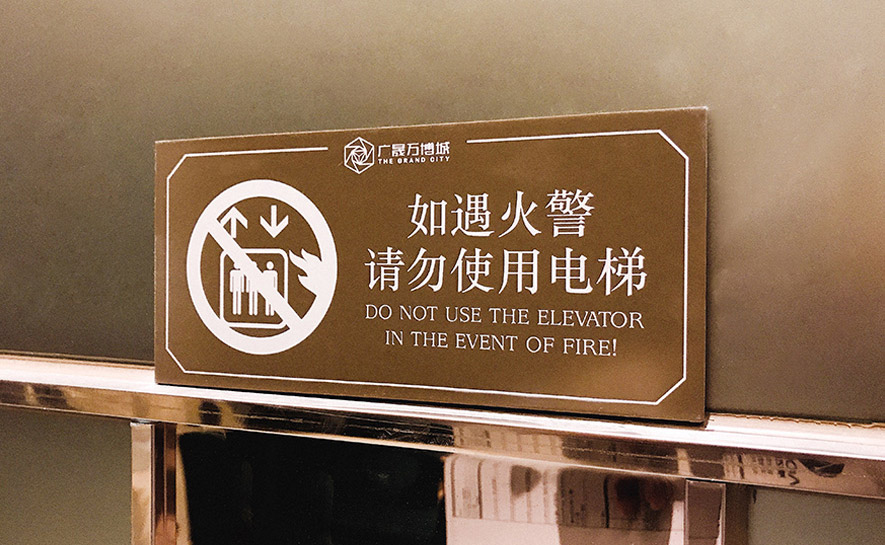 广晟万博城
THE GRAND CITY
如遇火警
请勿使用电梯
DO NOT USE THE ELEVATOR
IN THE EVENT OF FIRE!